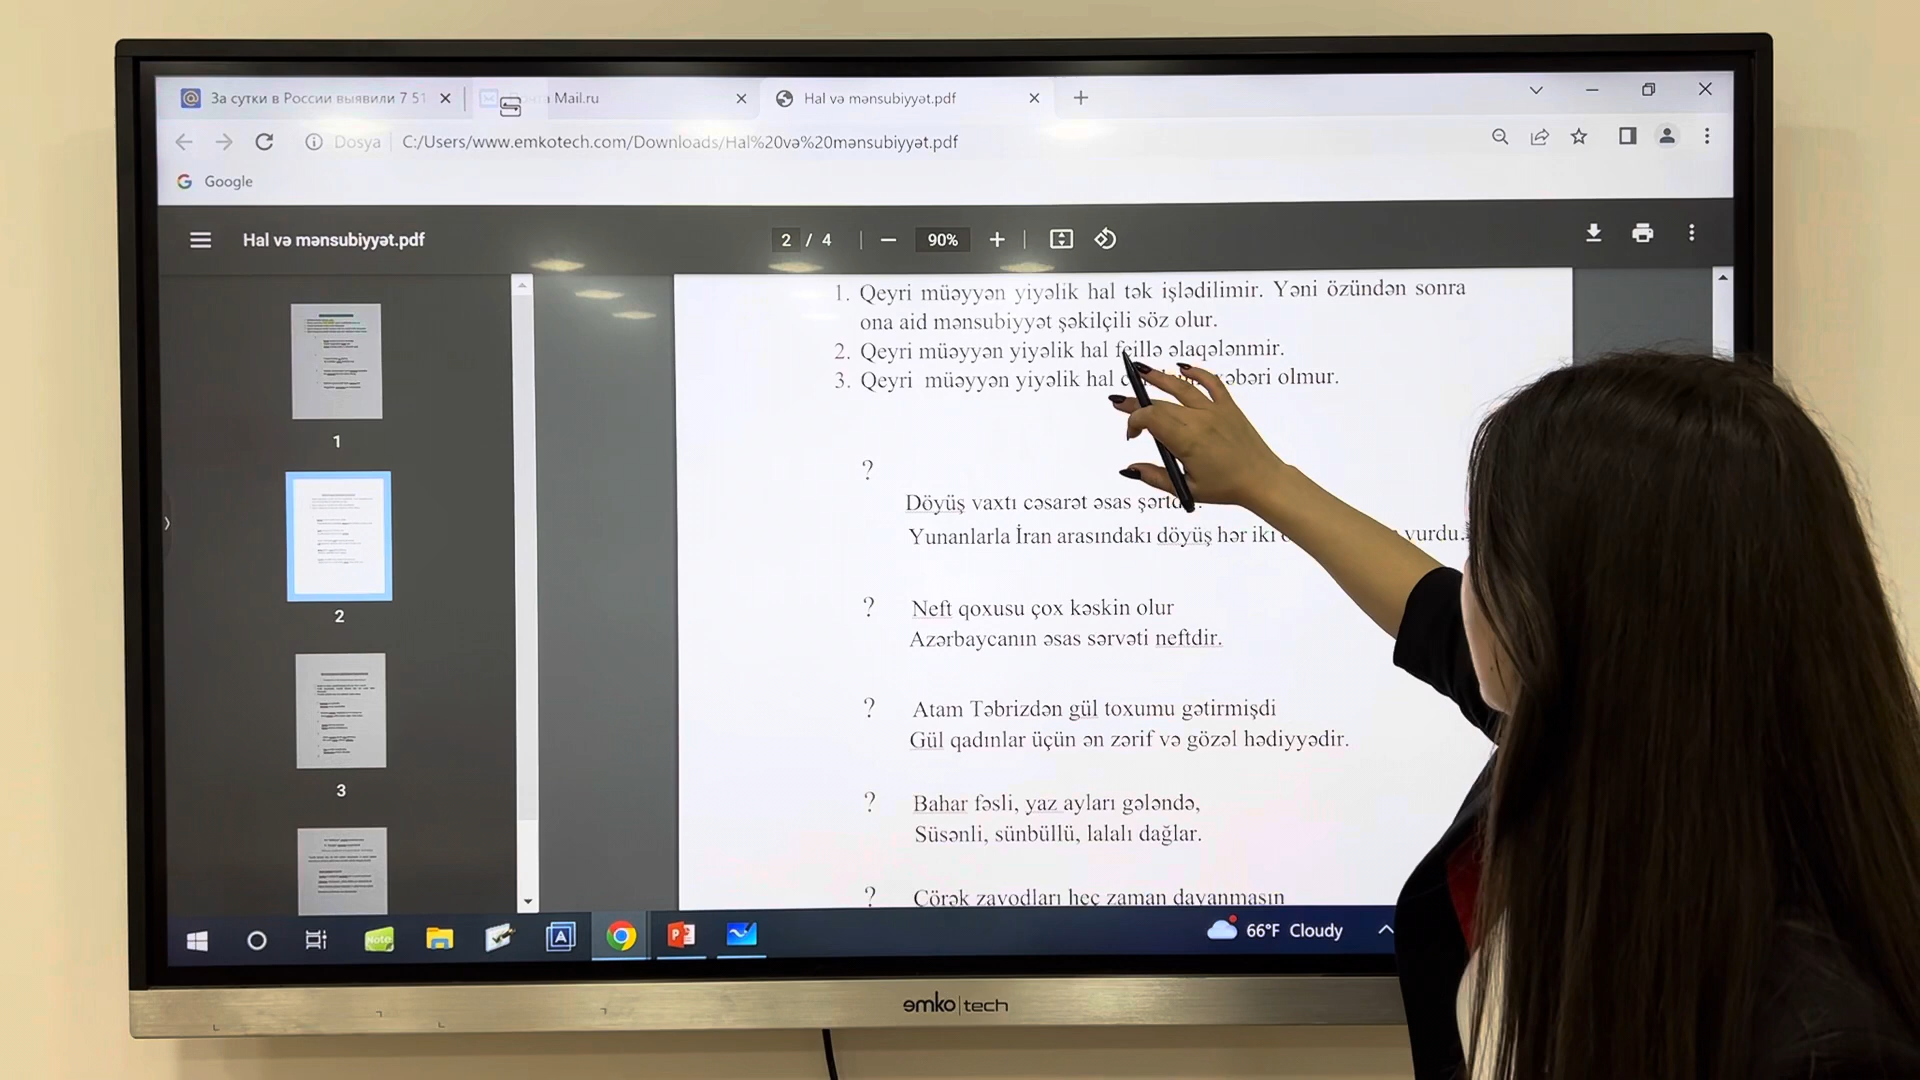 За сутки в России выявили 7 51
Mail.ru
Hal və mənsubiyyət.pdf
Dosya
C:/Users/www.emkotech.com/Downloads/Hal%20və%20mənsubiyyət.pdf
Google
Hal və mənsubiyyət.pdf
2 / 4
90%
1. Qeyri müəyyən yiyəlik hal tək işlədilimir. Yəni özündən sonra
ona aid mənsubiyyət şəkilçili söz olur.
2. Qeyri müəyyən yiyəlik hal feillə əlaqələnmir.
3. Qeyri müəyyən yiyəlik hal xəbəri olmur.
?
Döyüş vaxtı cəsarət əsas
Yunanlarla İran arasındakı döyüş hər iki vurdu.
? Neft qoxusu çox kəskin olur
Azərbaycanın əsas sərvəti neftdir.
? Atam Təbrizdən gül toxumu gətirmişdi
Gül qadınlar üçün ən zərif və gözəl hədiyyədir.
? Bahar fəsli, yaz ayları gələndə,
Süsənli, sünbüllü, lalalı dağlar.
? Çörək zavodları heç zaman dayanmasın
1
2
3
Note
A
P
66°F Cloudy
emko|tech